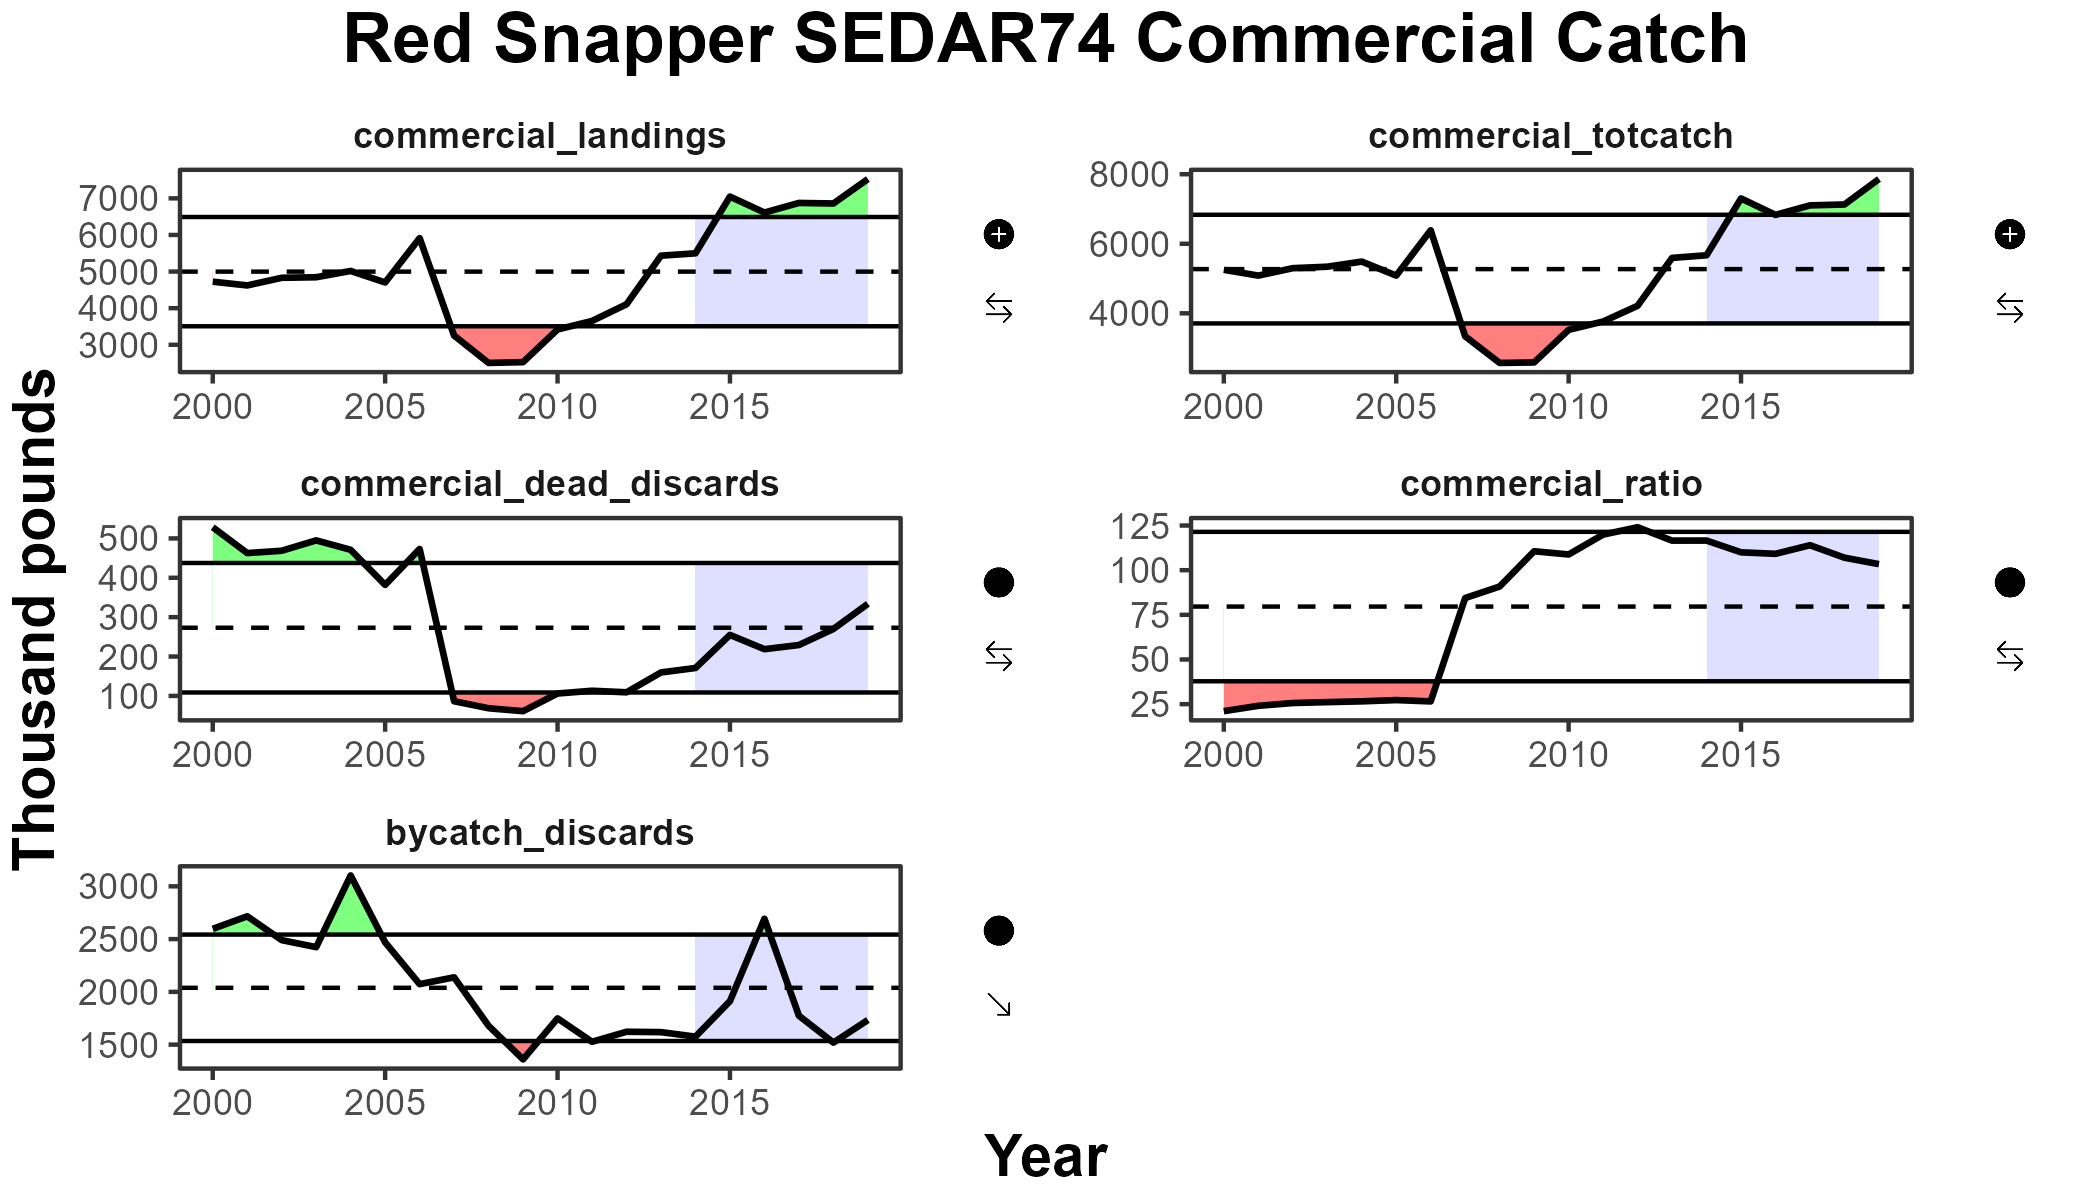 Red Snapper SEDAR74 Commercial Catch
Thousand pounds
commercial_landings
7000
6000
5000
4000
3000
2000 2005 2010 2015
commercial_totcatch
8000
6000
4000
2000 2005 2010 2015
commercial_dead_discards
500
400
300
200
100
2000 2005 2010 2015
commercial_ratio
125
100
75
50
25
2000 2005 2010 2015
bycatch_discards
3000
2500
2000
1500
2000 2005 2010 2015
Year